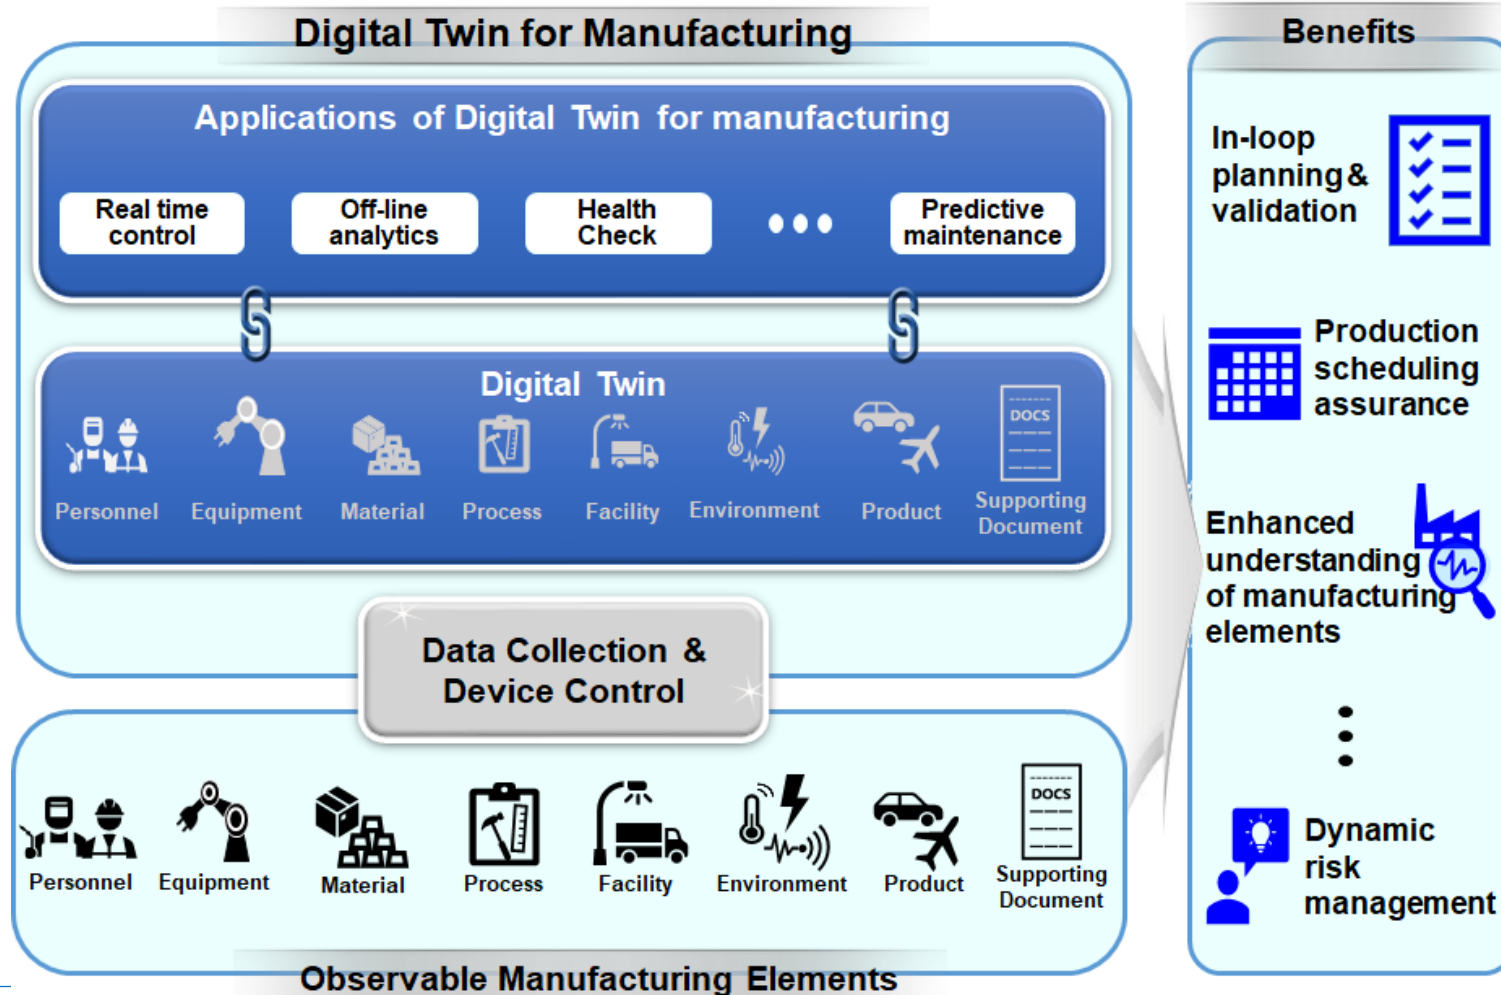 Digital Twin for Manufacturing
Applications of Digital Twin for manufacturing
Real time
control
Off-line
analytics
Health
Check
Predictive
maintenance
Digital Twin
DOCS
Personnel
Equipment
Material
Process
Facility
Environment
Product
Supporting
Document
Data Collection &
Device Control
DOCS
Personnel
Equipment
Material
Process
Facility
Environment
Product
Supporting
Document
Observable Manufacturing Elements
Benefits
In-loop
planning &
validation
Production
scheduling
assurance
Enhanced
understanding
of manufacturing
elements
Dynamic
risk
management